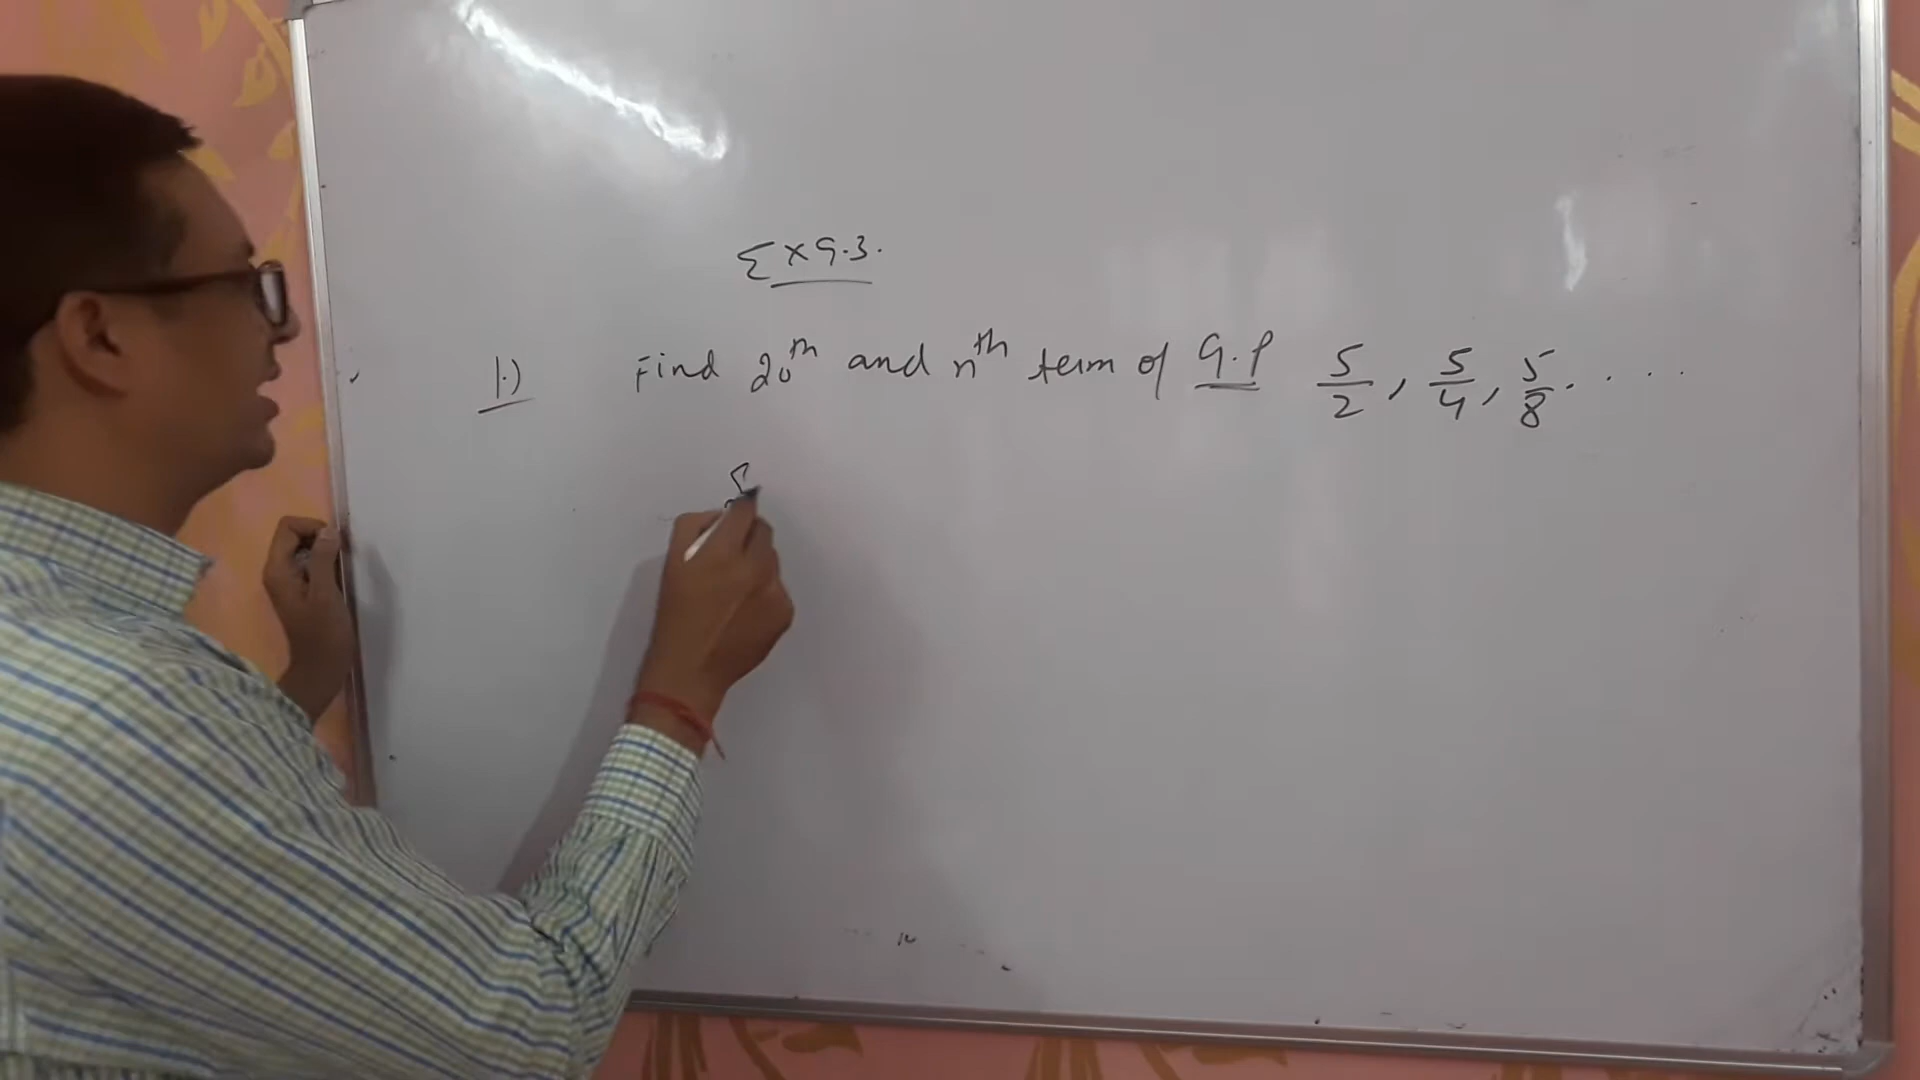 Ex 9.3.
1.) Find 20th and nth term of G.P 5/2, 5/4, 5/8 . . . . .